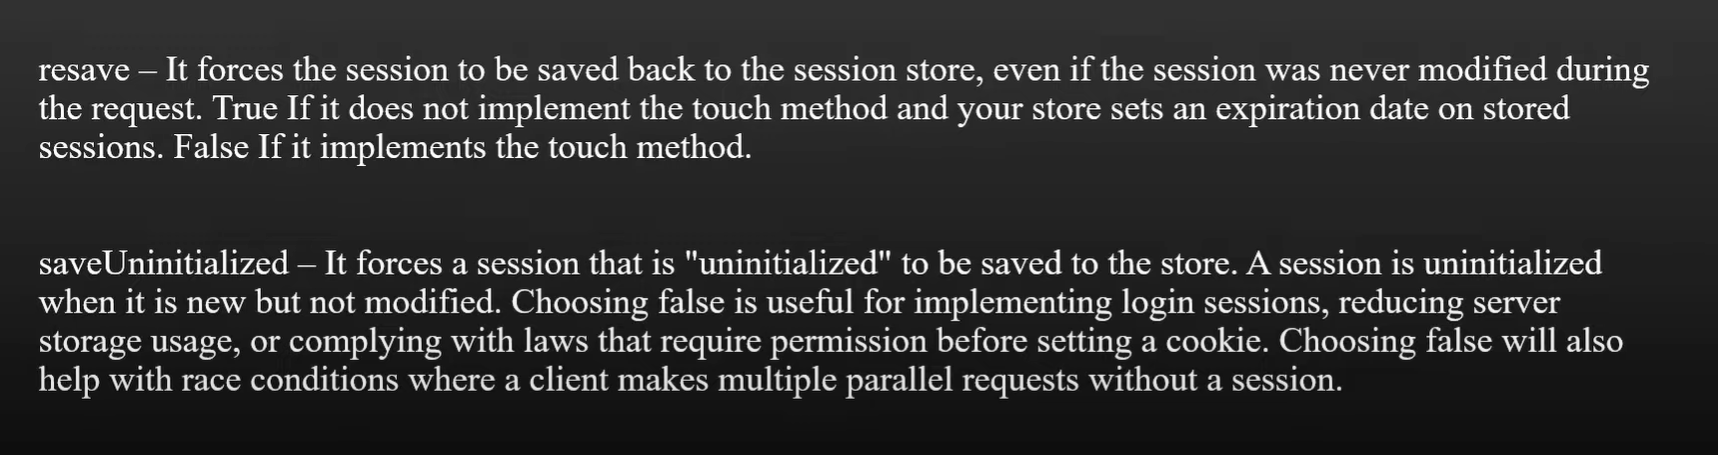 resave – It forces the session to be saved back to the session store, even if the session was never modified during
the request. True If it does not implement the touch method and your store sets an expiration date on stored
sessions. False If it implements the touch method.
saveUninitialized – It forces a session that is "uninitialized" to be saved to the store. A session is uninitialized
when it is new but not modified. Choosing false is useful for implementing login sessions, reducing server
storage usage, or complying with laws that require permission before setting a cookie. Choosing false will also
help with race conditions where a client makes multiple parallel requests without a session.